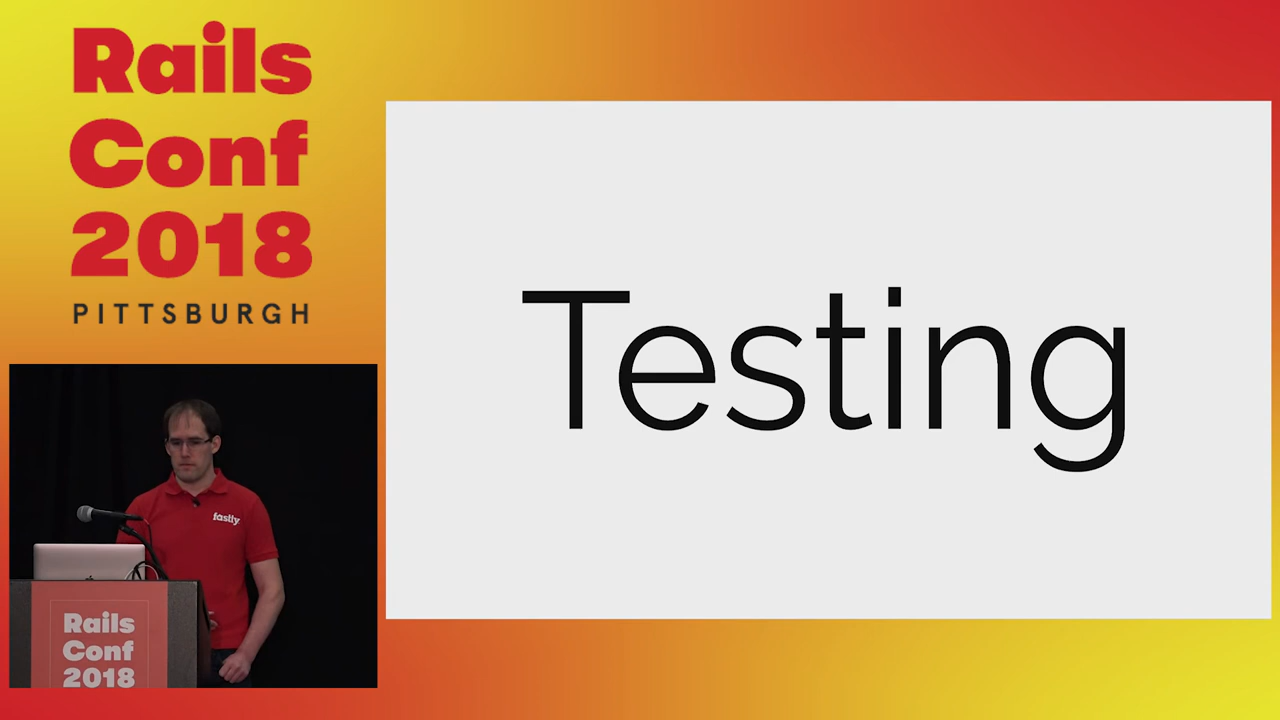 Rails
Conf
2018
PITTSBURGH
Testing
fastly
Rails
Conf
2018